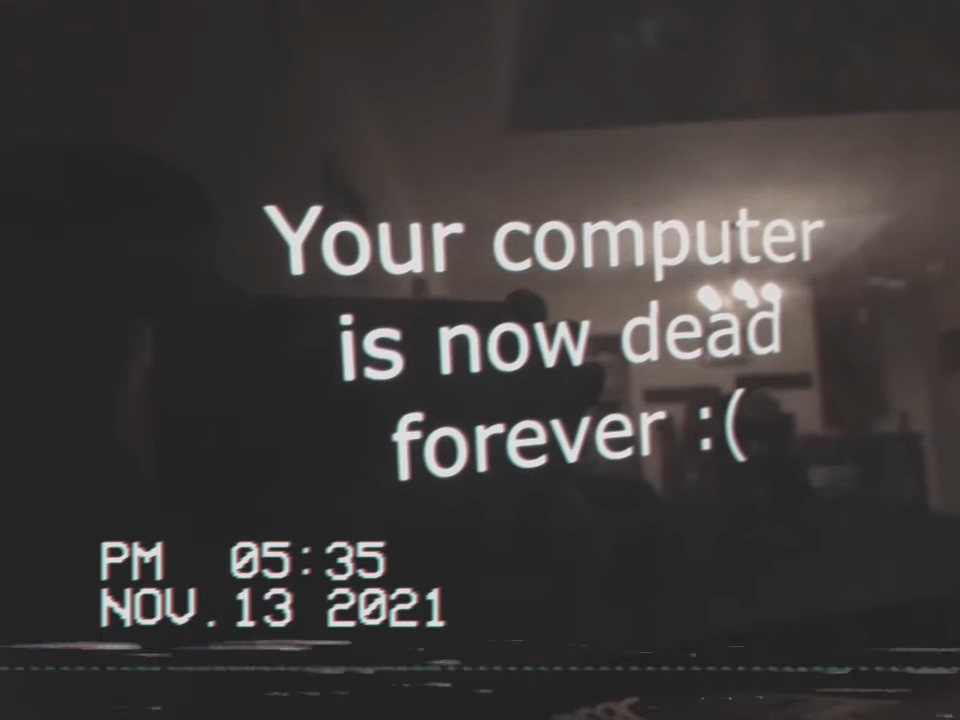 Your computer
is now dead
forever :(
PM 05:35
NOV.13 2021